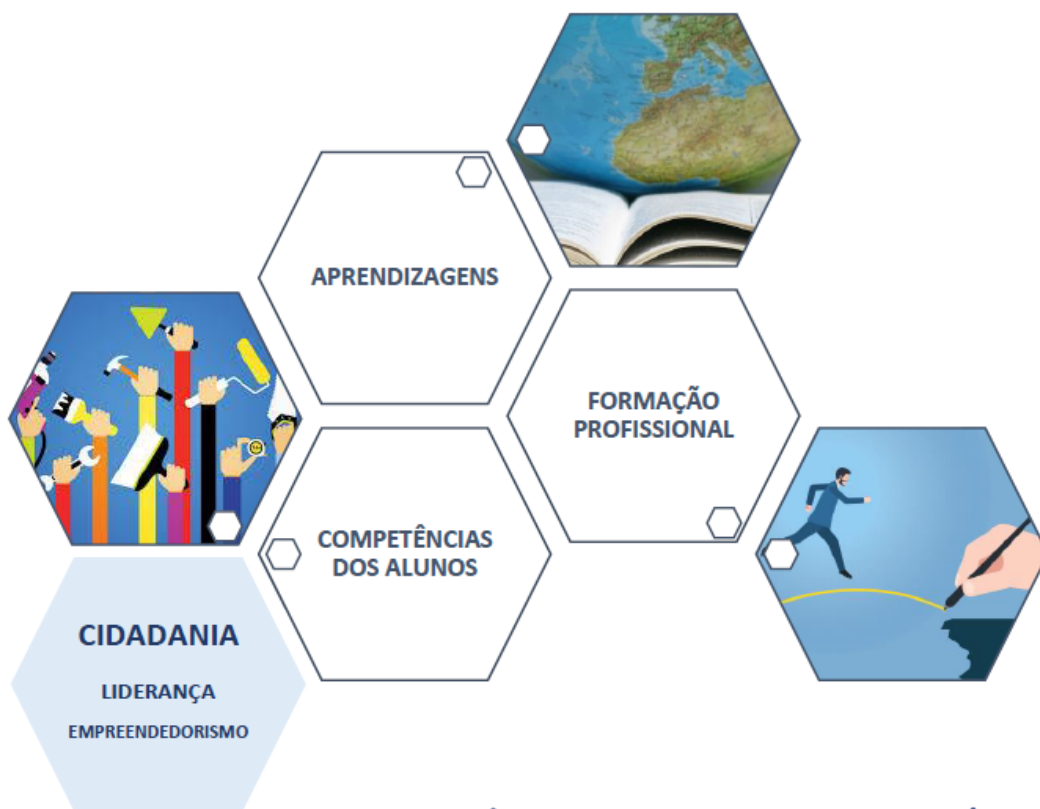 APRENDIZAGENS
FORMAÇÃO
PROFISSIONAL
COMPETÊNCIAS
DOS ALUNOS
CIDADANIA
LIDERANÇA
EMPREENDEDORISMO